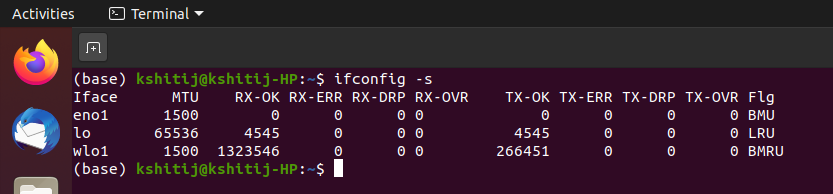 Activities Terminal
(base) kshitij@kshitij-HP:~$ ifconfig -s
Iface      MTU    RX-OK RX-ERR RX-DRP RX-OVR    TX-OK TX-ERR TX-DRP TX-OVR Flg
eno1      1500        0      0      0 0             0      0      0      0 BMU
lo       65536     4545      0      0 0          4545      0      0      0 LRU
wlo1      1500  1323546      0      0 0        266451      0      0      0 BMRU
(base) kshitij@kshitij-HP:~$